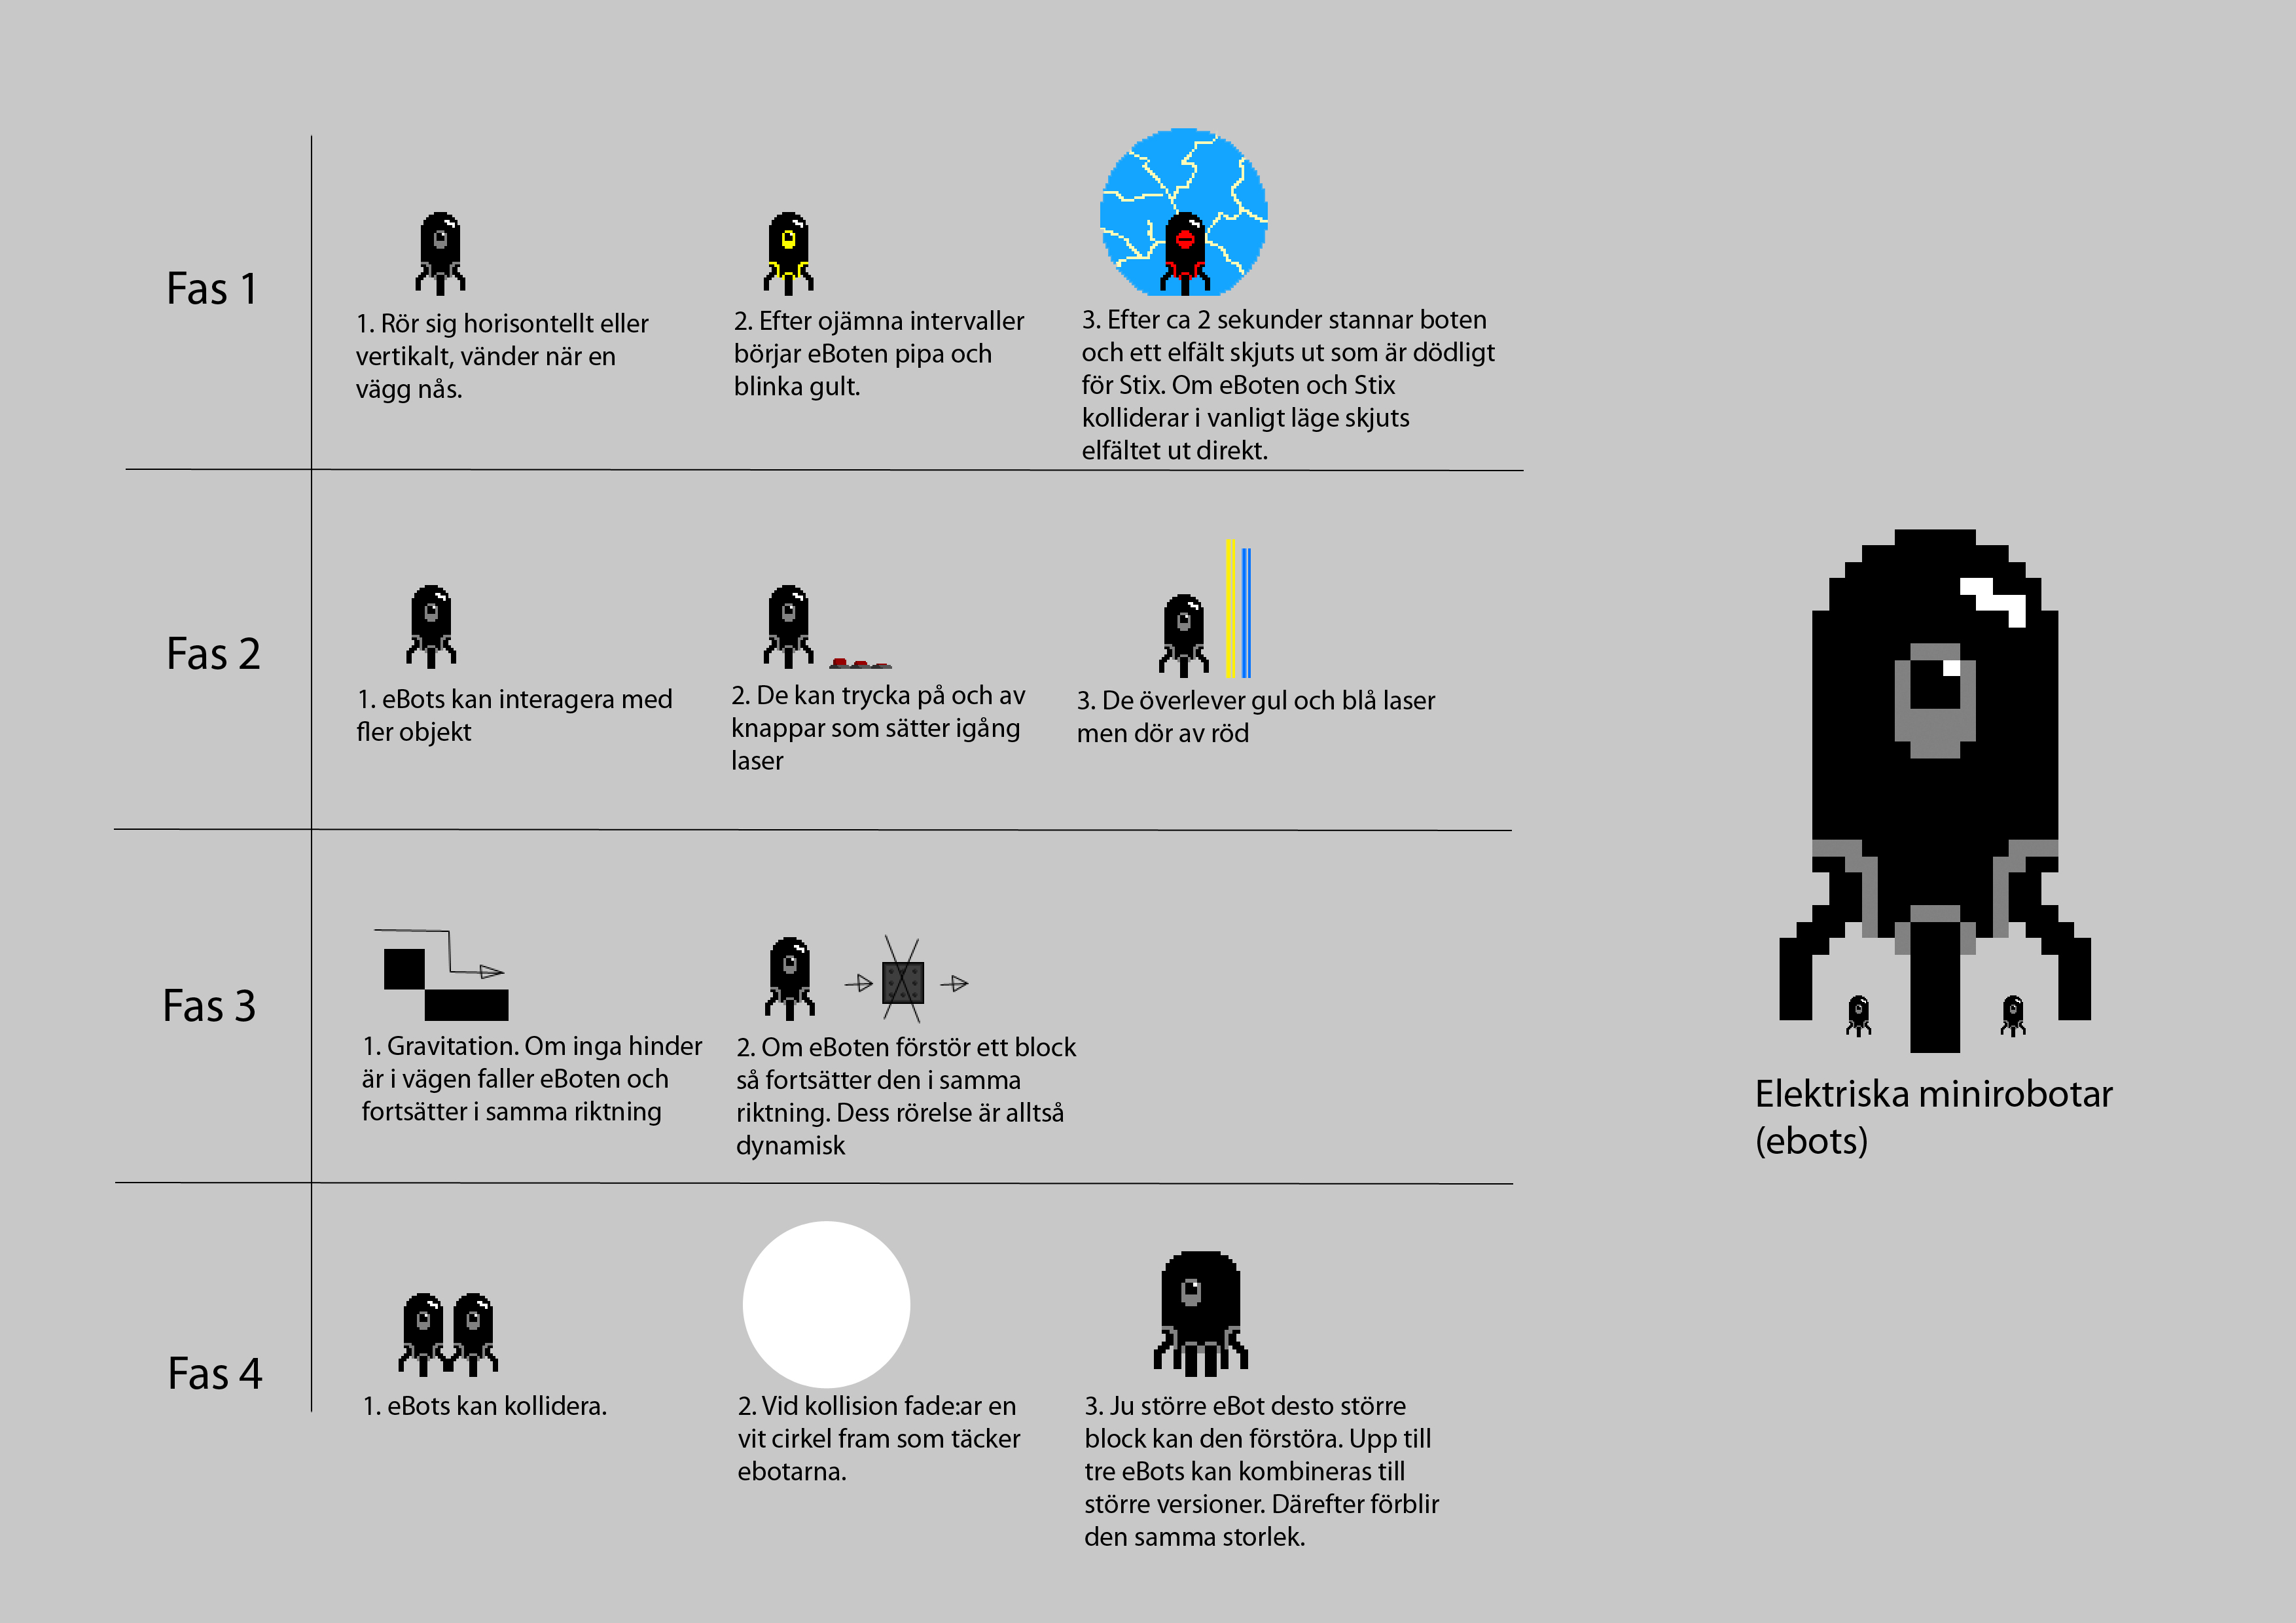 Fas 1
1. Rör sig horisontellt eller
vertikalt, vänder när en
vägg nås.
2. Efter ojämna intervaller
börjar eBoten pipa och
blinka gult.
3. Efter ca 2 sekunder stannar boten
och ett elfält skjuts ut som är dödligt
för Stix. Om eBoten och Stix
kolliderar i vanligt läge skjuts
elfältet ut direkt.
Fas 2
1. eBots kan interagera med
fler objekt
2. De kan trycka på och av
knappar som sätter igång
laser
3. De överlever gul och blå laser
men dör av röd
Fas 3
1. Gravitation. Om inga hinder
är i vägen faller eBoten och
fortsätter i samma riktning
2. Om eBoten förstör ett block
så fortsätter den i samma
riktning. Dess rörelse är alltså
dynamisk
Fas 4
1. eBots kan kollidera.
2. Vid kollision fade:ar en
vit cirkel fram som täcker
ebotarna.
3. Ju större eBot desto större
block kan den förstöra. Upp till
tre eBots kan kombineras till
större versioner. Därefter förblir
den samma storlek.
Elektriska minirobotar
(ebots)